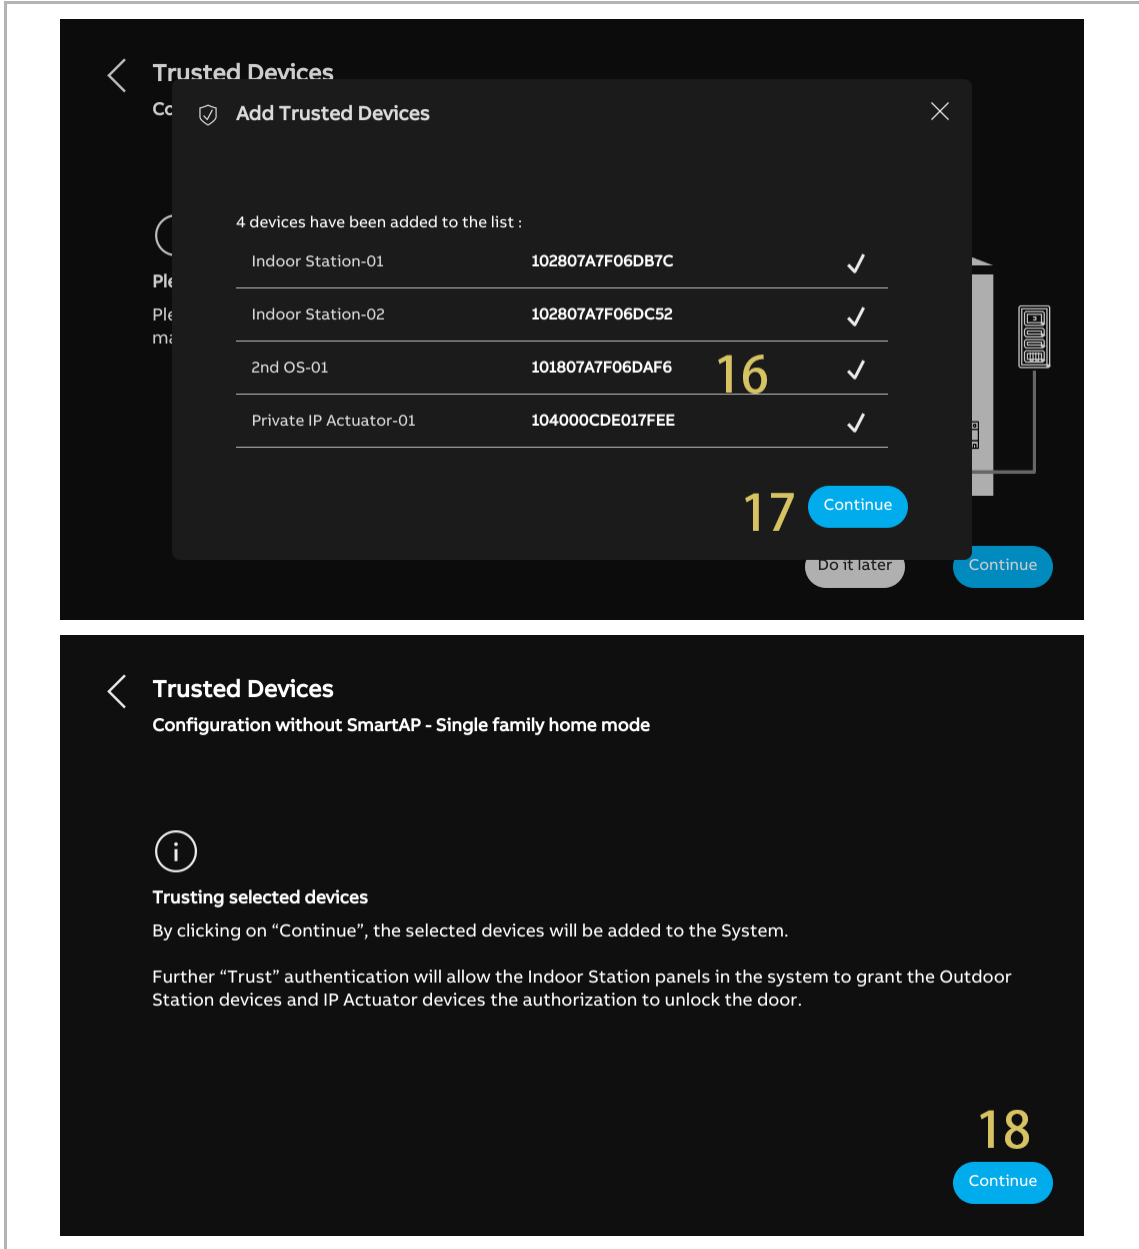 Trusted Devices
Co
Add Trusted Devices
4 devices have been added to the list :
Indoor Station-01 102807A7F06DB7C
Indoor Station-02 102807A7F06DC52
2nd OS-01 101807A7F06DAF6
16
Private IP Actuator-01 104000CDE017FEE
Ple
Ple
ma
17 Continue
Do it later Continue
Trusted Devices
Configuration without SmartAP - Single family home mode
i
Trusting selected devices
By clicking on “Continue”, the selected devices will be added to the System.
Further “Trust” authentication will allow the Indoor Station panels in the system to grant the Outdoor
Station devices and IP Actuator devices the authorization to unlock the door.
18
Continue